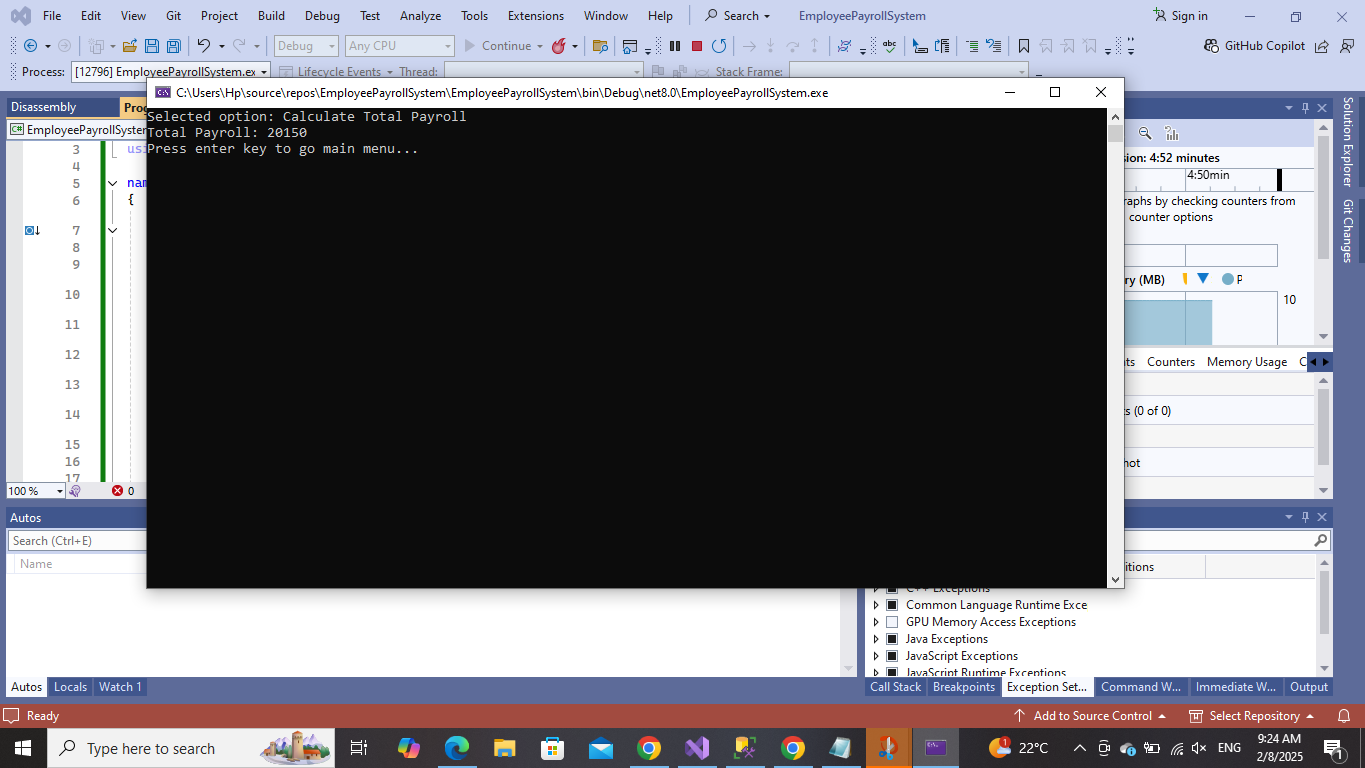 File Edit View Git Project Build Debug Test Analyze Tools Extensions Window Help Search EmployeePayrollSystem Sign in
Debug Any CPU Continue GitHub Copilot
Process: [12796] EmployeePayrollSystem.ex Lifecycle Events Thread: Stack Frame:
C:\Users\Hp\source\repos\EmployeePayrollSystem\EmployeePayrollSystem\bin\Debug\net8.0\EmployeePayrollSystem.exe
Selected option: Calculate Total Payroll
Total Payroll: 20150
Press enter key to go main menu...
Disassembly Prog
C# EmployeePayrollSyster
3 usi
4
5 nam
6 {
7
8
9
10
11
12
13
14
15
16
17
100 % 0
sion: 4:52 minutes
4:50min
raphs by checking counters from
counter options
ry (MB) P
10
ts Counters Memory Usage C
ts (0 of 0)
hot
Solution Explorer
Git Changes
Autos
Search (Ctrl+E)
Name
itions
C++ Exceptions
Common Language Runtime Exce
GPU Memory Access Exceptions
Java Exceptions
JavaScript Exceptions
JavaScript Runtime Exceptions
Autos Locals Watch 1
Call Stack Breakpoints Exception Set... Command W... Immediate W... Output
Ready Add to Source Control Select Repository
Type here to search 22°C ENG 9:24 AM
2/8/2025